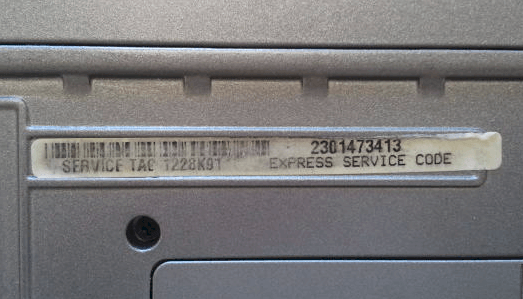 2301473413
SERVICE TAG 1228K91 EXPRESS SERVICE CODE